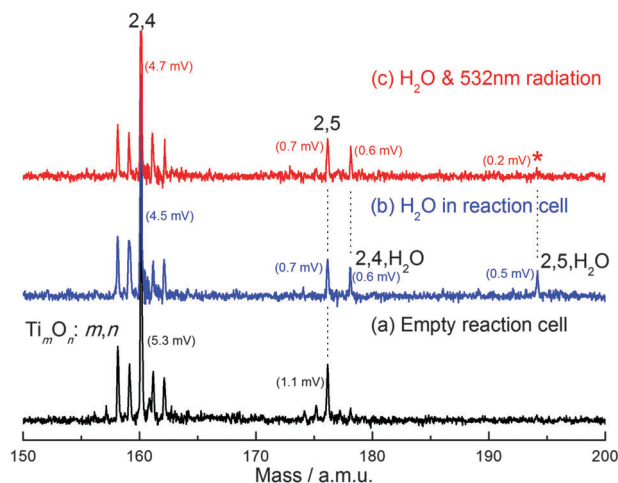 2,4
(4.7 mV)
(c) H₂O & 532nm radiation
2,5
(0.7 mV)
(0.6 mV)
(0.2 mV) *
(b) H₂O in reaction cell
(4.5 mV)
(0.7 mV)
2,4,H₂O
(0.6 mV)
2,5,H₂O
(0.5 mV)
TiₘOₙ: m,n
(a) Empty reaction cell
(5.3 mV)
(1.1 mV)
150 160 170 180 190 200
Mass / a.m.u.